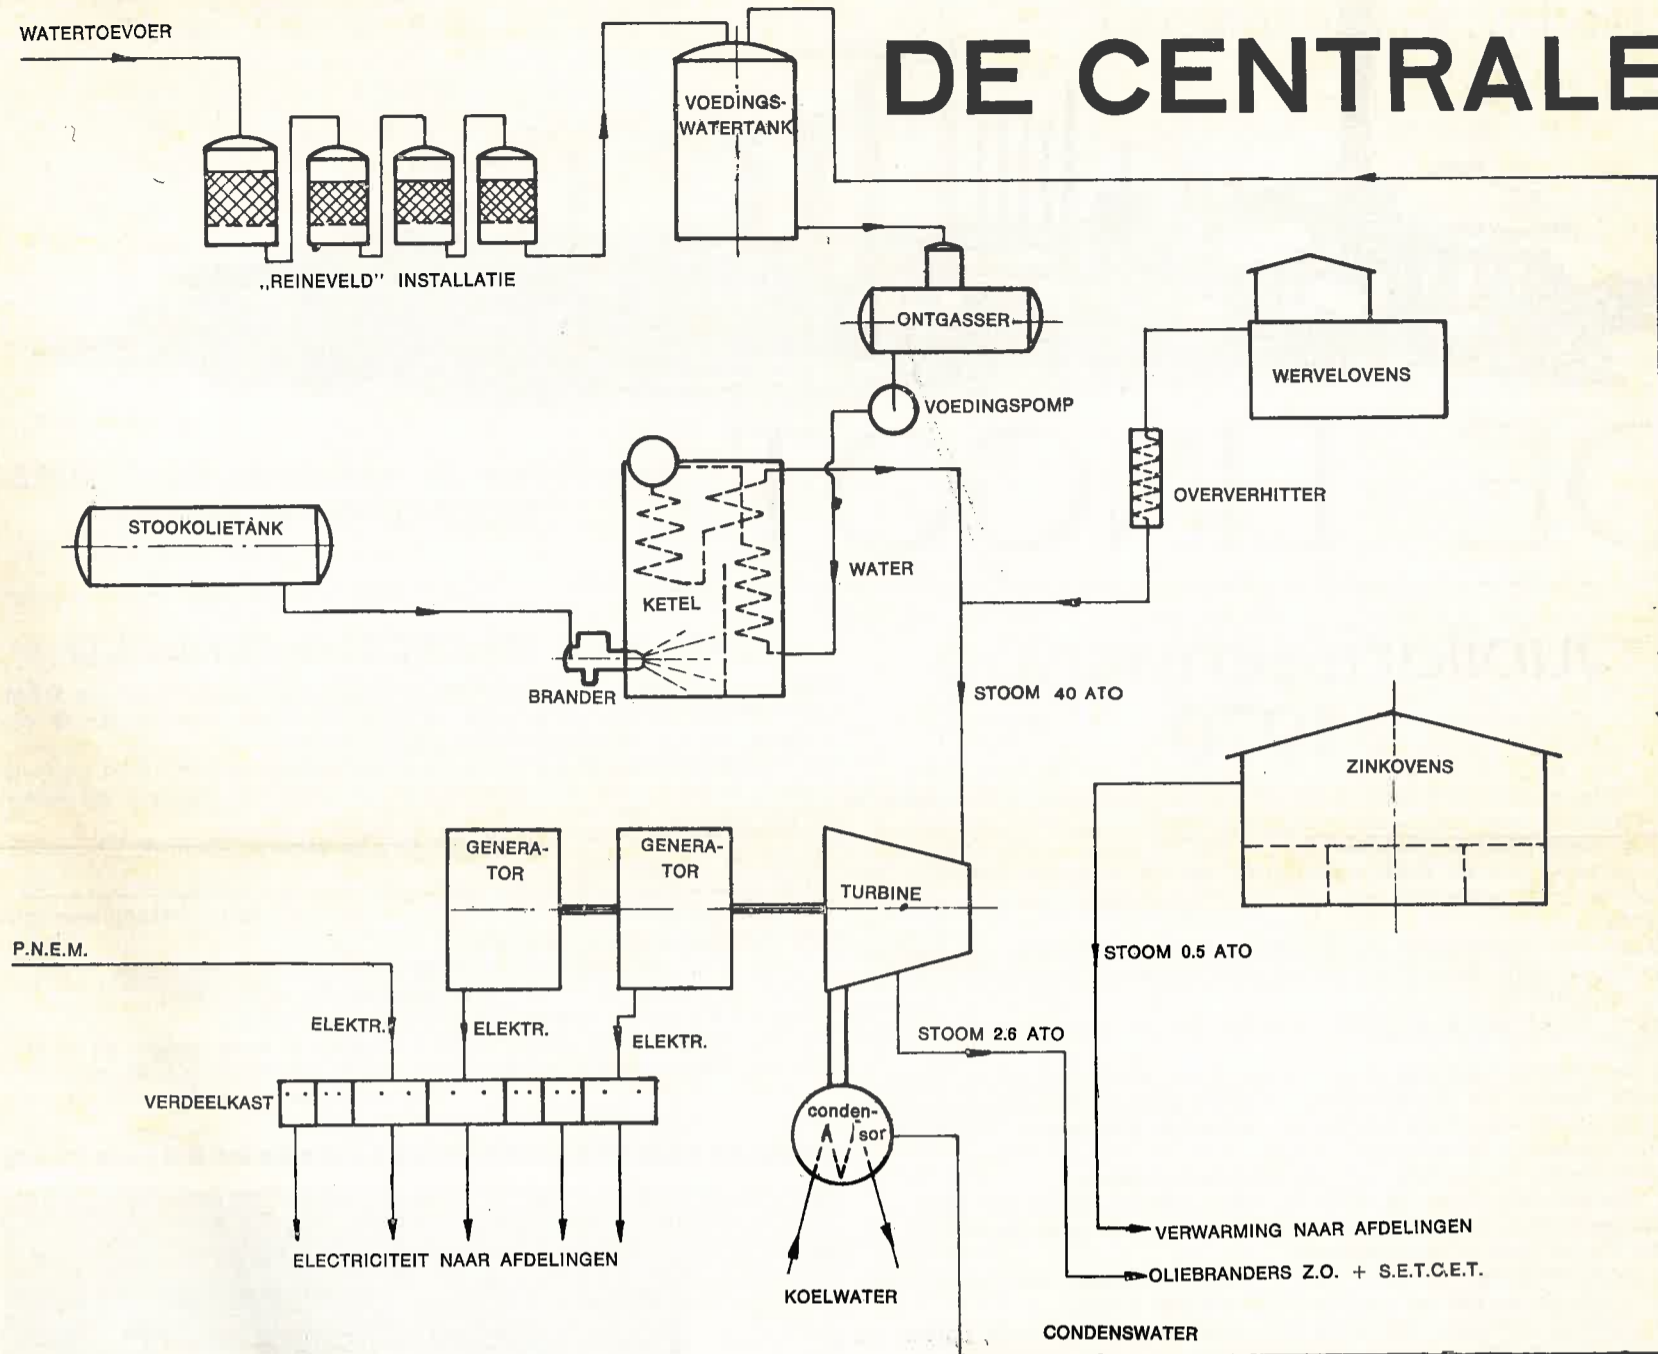 WATERTOEVOER
DE CENTRALE
VOEDINGS-
WATERTANK
„REINEVELD" INSTALLATIE
ONTGASSER
WERVELOVENS
VOEDINGSPOMP
OVERVERHITTER
STOOKOLIETANK
WATER
KETEL
BRANDER
STOOM 40 ATO
ZINKOVENS
GENERA-
TOR
GENERA-
TOR
TURBINE
P.N.E.M.
STOOM 0.5 ATO
ELEKTR.
ELEKTR.
ELEKTR.
STOOM 2.6 ATO
VERDEELKAST
conden-
sor
VERWARMING NAAR AFDELINGEN
ELECTRICITEIT NAAR AFDELINGEN
OLIEBRANDERS Z.O. + S.E.T.C.E.T.
KOELWATER
CONDENSWATER